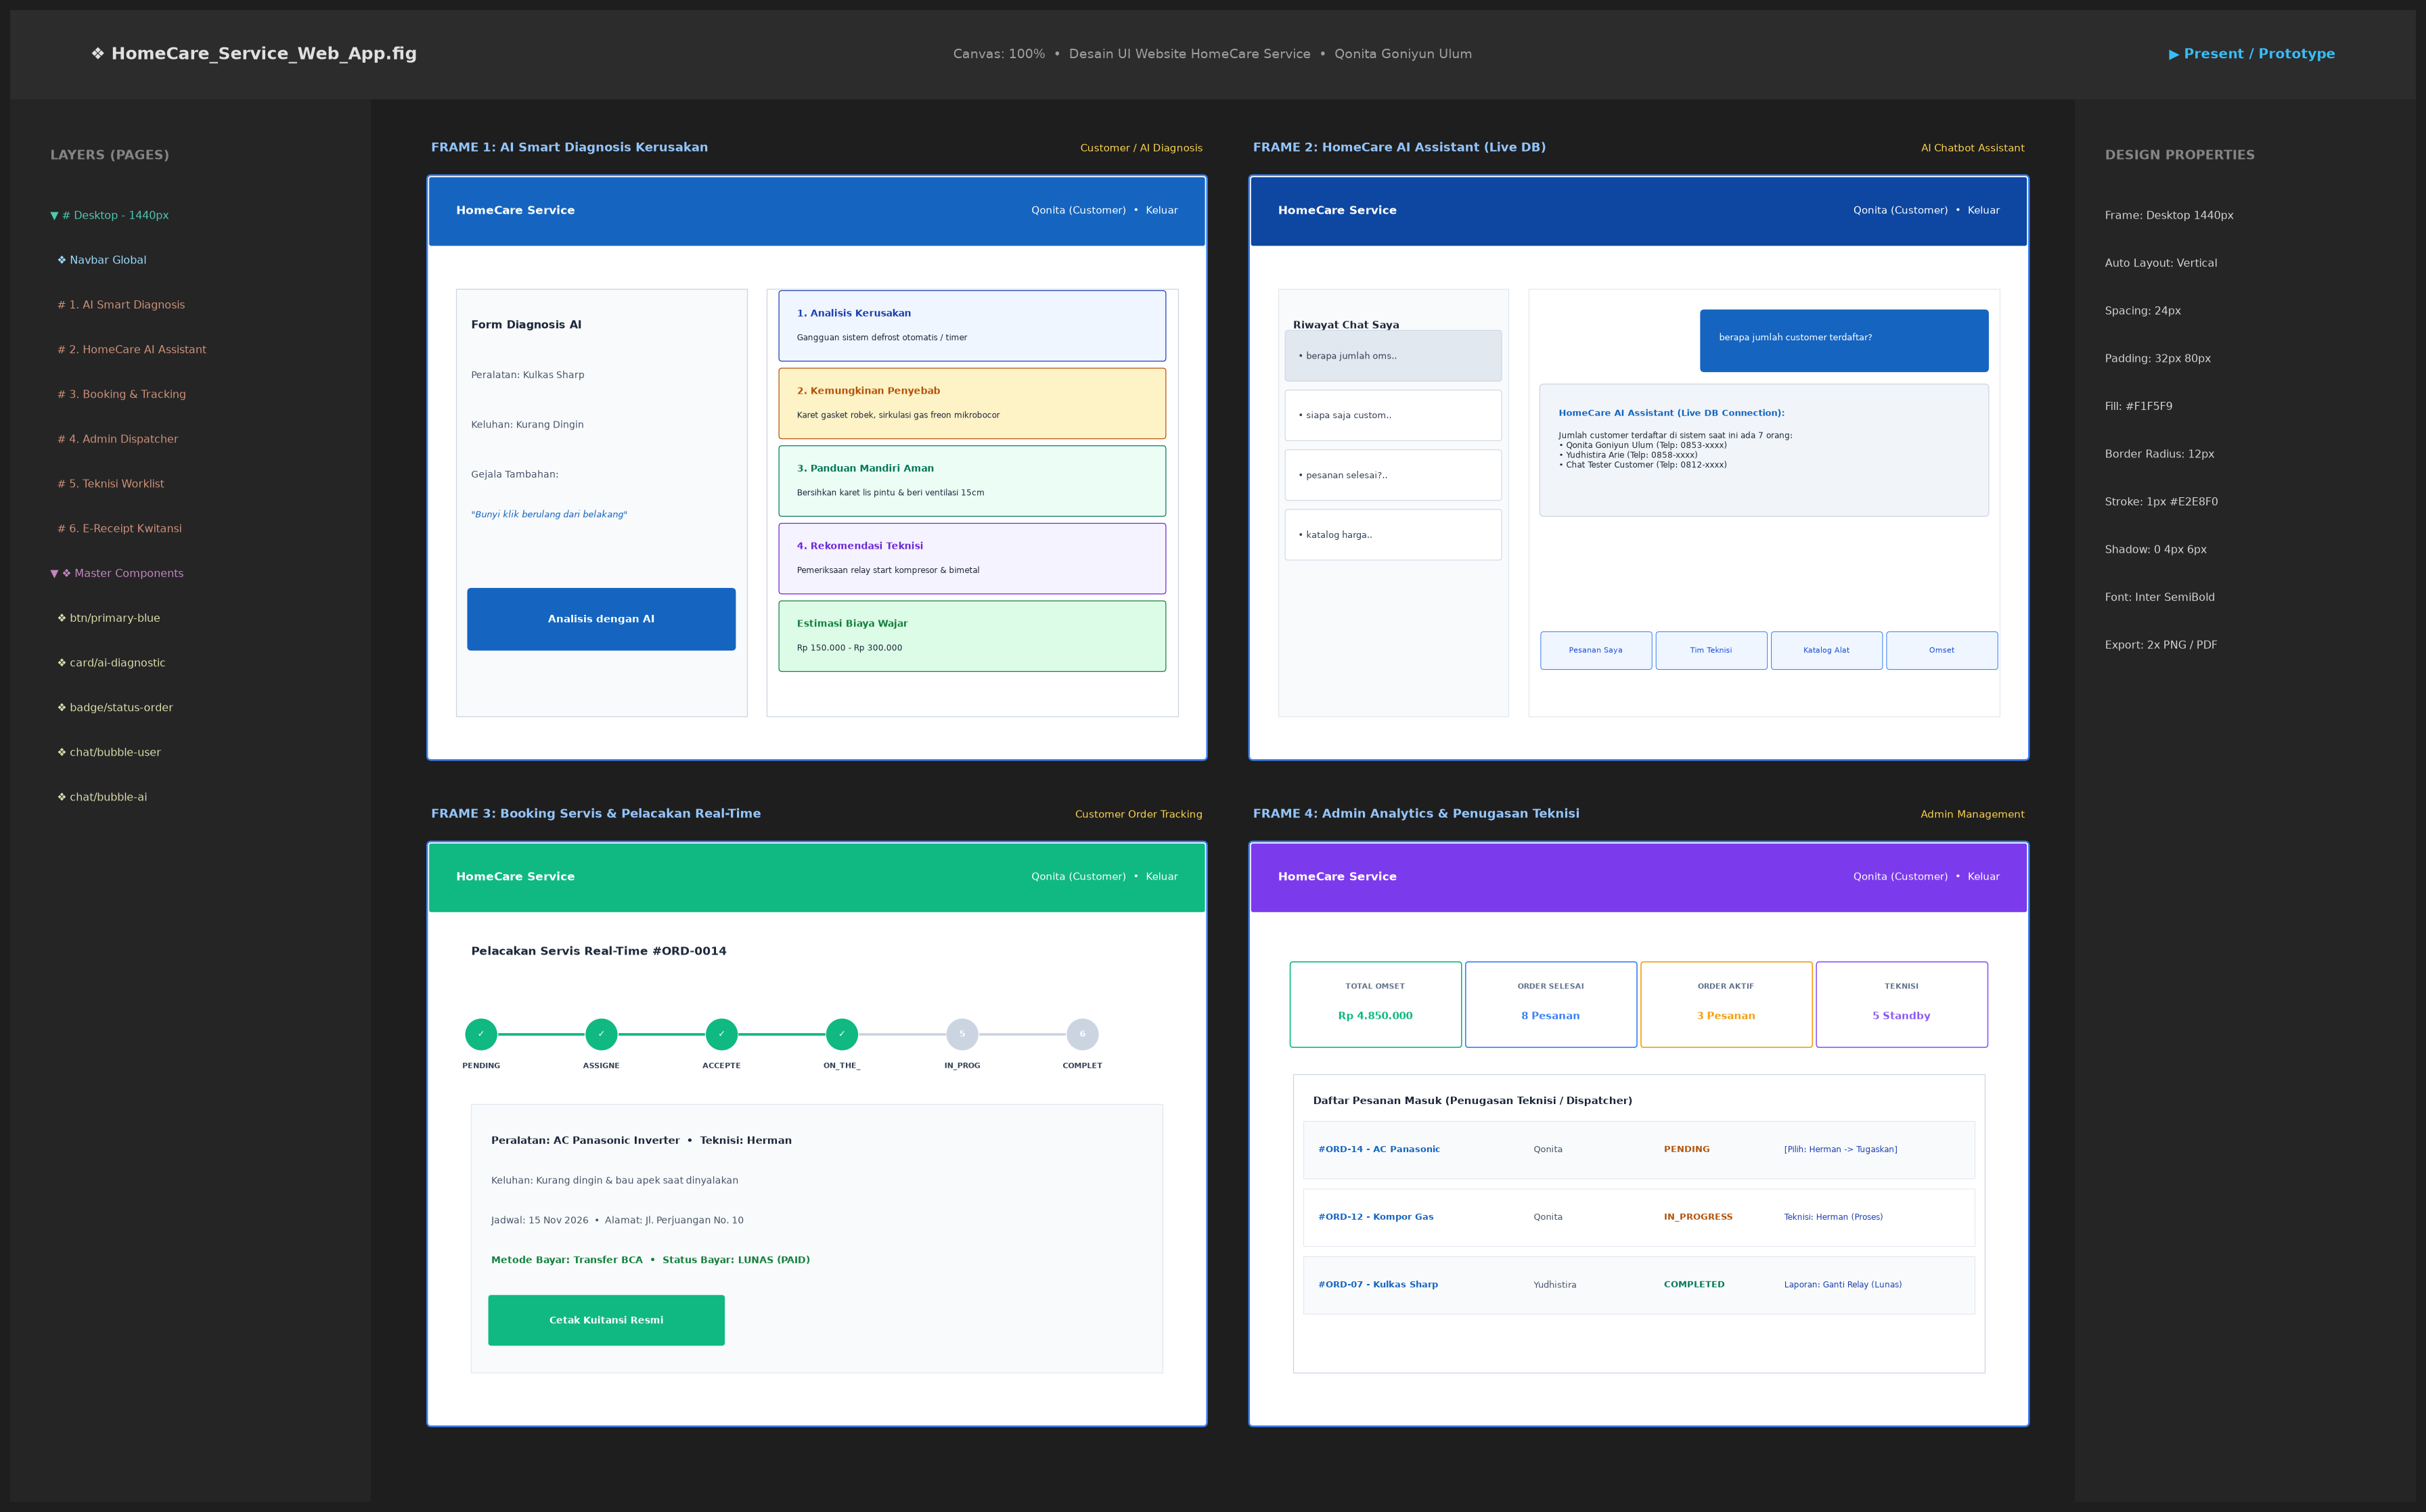 ❖ HomeCare_Service_Web_App.fig
Canvas: 100%  •  Desain UI Website HomeCare Service  •  Qonita Goniyun Ulum
▶ Present / Prototype
LAYERS (PAGES)
▼ # Desktop - 1440px
❖ Navbar Global
# 1. AI Smart Diagnosis
# 2. HomeCare AI Assistant
# 3. Booking & Tracking
# 4. Admin Dispatcher
# 5. Teknisi Worklist
# 6. E-Receipt Kwitansi
▼ ❖ Master Components
❖ btn/primary-blue
❖ card/ai-diagnostic
❖ badge/status-order
❖ chat/bubble-user
❖ chat/bubble-ai
FRAME 1: AI Smart Diagnosis Kerusakan
Customer / AI Diagnosis
HomeCare Service
Qonita (Customer)  •  Keluar
Form Diagnosis AI
Peralatan: Kulkas Sharp
Keluhan: Kurang Dingin
Gejala Tambahan:
"Bunyi klik berulang dari belakang"
Analisis dengan AI
1. Analisis Kerusakan
Gangguan sistem defrost otomatis / timer
2. Kemungkinan Penyebab
Karet gasket robek, sirkulasi gas freon mikrobocor
3. Panduan Mandiri Aman
Bersihkan karet lis pintu & beri ventilasi 15cm
4. Rekomendasi Teknisi
Pemeriksaan relay start kompresor & bimetal
Estimasi Biaya Wajar
Rp 150.000 - Rp 300.000
FRAME 2: HomeCare AI Assistant (Live DB)
AI Chatbot Assistant
HomeCare Service
Qonita (Customer)  •  Keluar
Riwayat Chat Saya
• berapa jumlah oms..
• siapa saja custom..
• pesanan selesai?..
• katalog harga..
berapa jumlah customer terdaftar?
HomeCare AI Assistant (Live DB Connection):
Jumlah customer terdaftar di sistem saat ini ada 7 orang:
• Qonita Goniyun Ulum (Telp: 0853-xxxx)
• Yudhistira Arie (Telp: 0858-xxxx)
• Chat Tester Customer (Telp: 0812-xxxx)
Pesanan Saya
Tim Teknisi
Katalog Alat
Omset
FRAME 3: Booking Servis & Pelacakan Real-Time
Customer Order Tracking
HomeCare Service
Qonita (Customer)  •  Keluar
Pelacakan Servis Real-Time #ORD-0014
✓ ✓ ✓ ✓ 5 6
PENDING ASSIGNE ACCEPTE ON_THE_ IN_PROG COMPLET
Peralatan: AC Panasonic Inverter  •  Teknisi: Herman
Keluhan: Kurang dingin & bau apek saat dinyalakan
Jadwal: 15 Nov 2026  •  Alamat: Jl. Perjuangan No. 10
Metode Bayar: Transfer BCA  •  Status Bayar: LUNAS (PAID)
Cetak Kuitansi Resmi
FRAME 4: Admin Analytics & Penugasan Teknisi
Admin Management
HomeCare Service
Qonita (Customer)  •  Keluar
TOTAL OMSET
Rp 4.850.000
ORDER SELESAI
8 Pesanan
ORDER AKTIF
3 Pesanan
TEKNISI
5 Standby
Daftar Pesanan Masuk (Penugasan Teknisi / Dispatcher)
#ORD-14 - AC Panasonic Qonita PENDING [Pilih: Herman -> Tugaskan]
#ORD-12 - Kompor Gas Qonita IN_PROGRESS Teknisi: Herman (Proses)
#ORD-07 - Kulkas Sharp Yudhistira COMPLETED Laporan: Ganti Relay (Lunas)
DESIGN PROPERTIES
Frame: Desktop 1440px
Auto Layout: Vertical
Spacing: 24px
Padding: 32px 80px
Fill: #F1F5F9
Border Radius: 12px
Stroke: 1px #E2E8F0
Shadow: 0 4px 6px
Font: Inter SemiBold
Export: 2x PNG / PDF